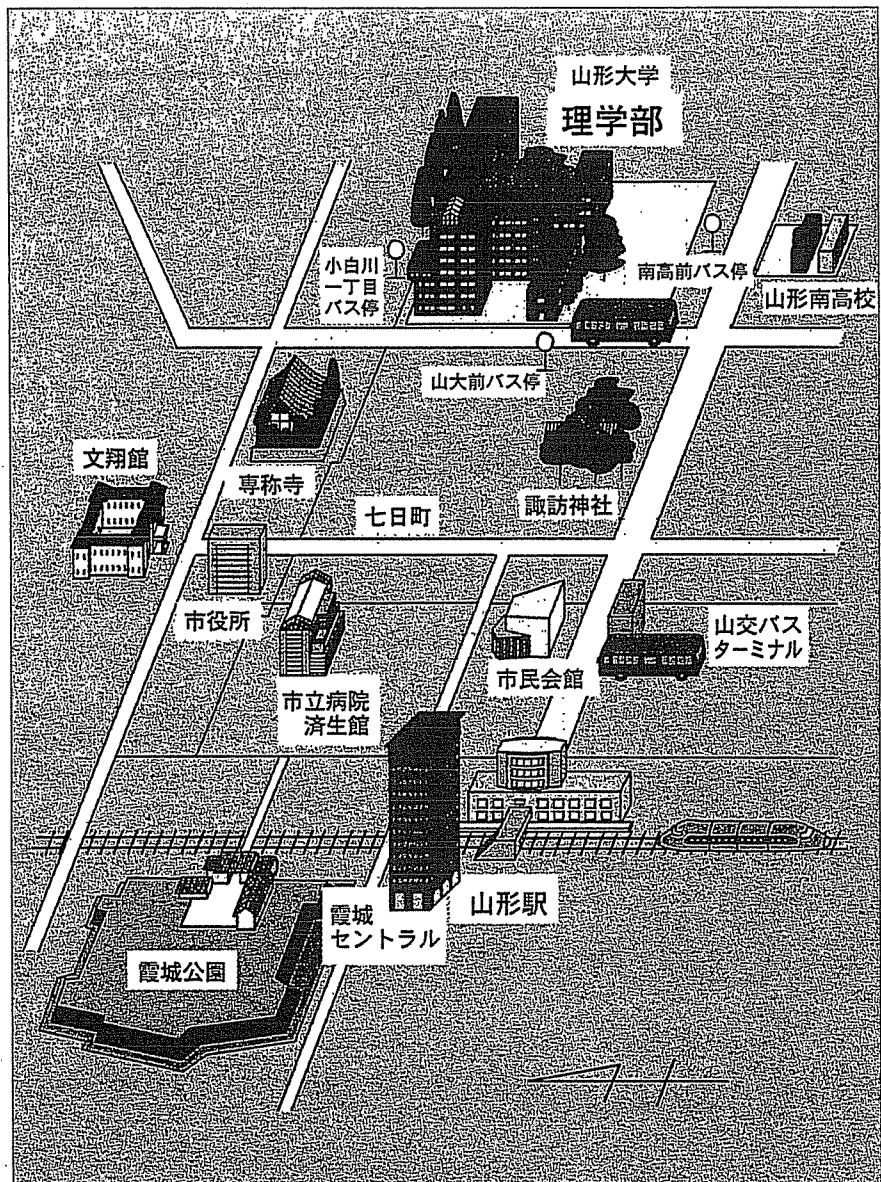 山形大学
理学部
小白川
一丁目
バス停
南高前バス停
山形南高校
山大前バス停
文翔館
専称寺
諏訪神社
七日町
市役所
市立病院
済生館
市民会館
山交バス
ターミナル
霞城
セントラル
山形駅
霞城公園